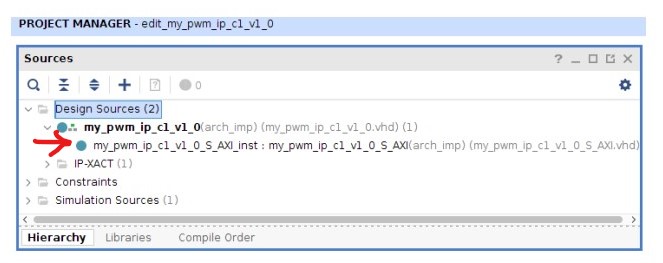 PROJECT MANAGER - edit_my_pwm_ip_c1_v1_0
Sources
0
Design Sources (2)
my_pwm_ip_c1_v1_0(arch_imp) (my_pwm_ip_c1_v1_0.vhd) (1)
my_pwm_ip_c1_v1_0_S_AXI_inst : my_pwm_ip_c1_v1_0_S_AXI(arch_imp) (my_pwm_ip_c1_v1_0_S_AXI.vhd)
IP-XACT (1)
Constraints
Simulation Sources (1)
Hierarchy Libraries Compile Order